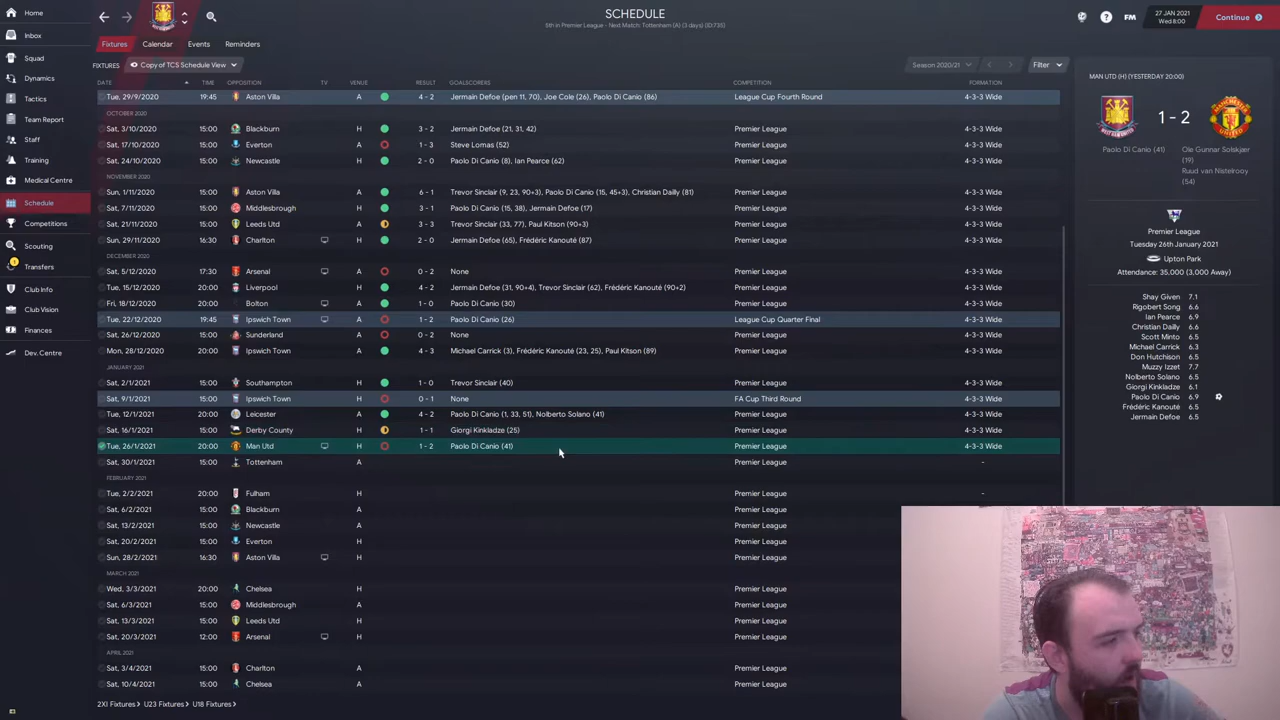 Home
Inbox
Squad
Dynamics
Tactics
Team Report
Staff
Training
Medical Centre
Schedule
Competitions
Scouting
Transfers
Club Info
Club Vision
Finances
Dev.Centre
SCHEDULE
5th in Premier League - Next Match: Tottenham (A) (3 days) (ID:735)
FM
27 JAN 2021
Wed 8:00
Continue
Fixtures Calendar Events Reminders
FIXTURES Copy of TCS Schedule View Season 2020/21 Filter
DATE TIME OPPOSITION TV VENUE RESULT GOALSCORERS COMPETITION FORMATION
Tue, 29/9/2020 19:45 Aston Villa A 4 - 2 Jermain Defoe (pen 11, 70), Joe Cole (26), Paolo Di Canio (86) League Cup Fourth Round 4-3-3 Wide
OCTOBER 2020
Sat, 3/10/2020 15:00 Blackburn H 3 - 2 Jermain Defoe (21, 31, 42) Premier League 4-3-3 Wide
Sat, 17/10/2020 15:00 Everton A 1 - 3 Steve Lomas (52) Premier League 4-3-3 Wide
Sat, 24/10/2020 15:00 Newcastle H 2 - 0 Paolo Di Canio (8), Ian Pearce (62) Premier League 4-3-3 Wide
NOVEMBER 2020
Sun, 1/11/2020 15:00 Aston Villa A 6 - 1 Trevor Sinclair (9, 23, 90+3), Paolo Di Canio (15, 45+3), Christian Dailly (81) Premier League 4-3-3 Wide
Sat, 7/11/2020 15:00 Middlesbrough H 3 - 1 Paolo Di Canio (15, 38), Jermain Defoe (17) Premier League 4-3-3 Wide
Sat, 21/11/2020 15:00 Leeds Utd A 3 - 3 Trevor Sinclair (33, 77), Paul Kitson (90+3) Premier League 4-3-3 Wide
Sun, 29/11/2020 16:30 Charlton H 2 - 0 Jermain Defoe (65), Frédéric Kanouté (87) Premier League 4-3-3 Wide
DECEMBER 2020
Sat, 5/12/2020 17:30 Arsenal A 0 - 2 None Premier League 4-3-3 Wide
Tue, 15/12/2020 20:00 Liverpool H 4 - 2 Jermain Defoe (31, 90+4), Trevor Sinclair (62), Frédéric Kanouté (90+2) Premier League 4-3-3 Wide
Fri, 18/12/2020 20:00 Bolton A 1 - 0 Paolo Di Canio (30) Premier League 4-3-3 Wide
Tue, 22/12/2020 19:45 Ipswich Town A 1 - 2 Paolo Di Canio (26) League Cup Quarter Final 4-3-3 Wide
Sat, 26/12/2020 15:00 Sunderland A 0 - 2 None Premier League 4-3-3 Wide
Mon, 28/12/2020 20:00 Ipswich Town A 4 - 3 Michael Carrick (3), Frédéric Kanouté (23, 25), Paul Kitson (89) Premier League 4-3-3 Wide
JANUARY 2021
Sat, 2/1/2021 15:00 Southampton H 1 - 0 Trevor Sinclair (40) Premier League 4-3-3 Wide
Sat, 9/1/2021 15:00 Ipswich Town H 0 - 1 None FA Cup Third Round 4-3-3 Wide
Tue, 12/1/2021 20:00 Leicester A 4 - 2 Paolo Di Canio (1, 33, 51), Nolberto Solano (41) Premier League 4-3-3 Wide
Sat, 16/1/2021 15:00 Derby County H 1 - 1 Giorgi Kinkladze (25) Premier League 4-3-3 Wide
Tue, 26/1/2021 20:00 Man Utd H 1 - 2 Paolo Di Canio (41) Premier League 4-3-3 Wide
Sat, 30/1/2021 15:00 Tottenham A Premier League -
FEBRUARY 2021
Tue, 2/2/2021 20:00 Fulham H Premier League -
Sat, 6/2/2021 15:00 Blackburn A Premier League
Sat, 13/2/2021 15:00 Newcastle A Premier League
Sat, 20/2/2021 15:00 Everton H Premier League
Sun, 28/2/2021 16:30 Aston Villa H Premier League
MARCH 2021
Wed, 3/3/2021 20:00 Chelsea H Premier League
Sat, 6/3/2021 15:00 Middlesbrough A Premier League
Sat, 13/3/2021 15:00 Leeds Utd H Premier League
Sat, 20/3/2021 12:00 Arsenal H Premier League
APRIL 2021
Sat, 3/4/2021 15:00 Charlton A Premier League
Sat, 10/4/2021 15:00 Chelsea A Premier League
2XI Fixtures > U23 Fixtures > U18 Fixtures >
MAN UTD (H) (YESTERDAY 20:00)
1 - 2
Paolo Di Canio (41)
Ole Gunnar Solskjær
(19)
Ruud van Nistelrooy
(54)
Premier League
Tuesday 26th January 2021
Upton Park
Attendance: 35,000 (3,000 Away)
Shay Given 7.1
Rigobert Song 6.6
Ian Pearce 6.9
Christian Dailly 6.6
Scott Minto 6.5
Michael Carrick 6.3
Don Hutchison 6.5
Muzzy Izzet 7.7
Nolberto Solano 6.5
Giorgi Kinkladze 6.1
Paolo Di Canio 6.9
Frédéric Kanouté 6.5
Jermain Defoe 6.5